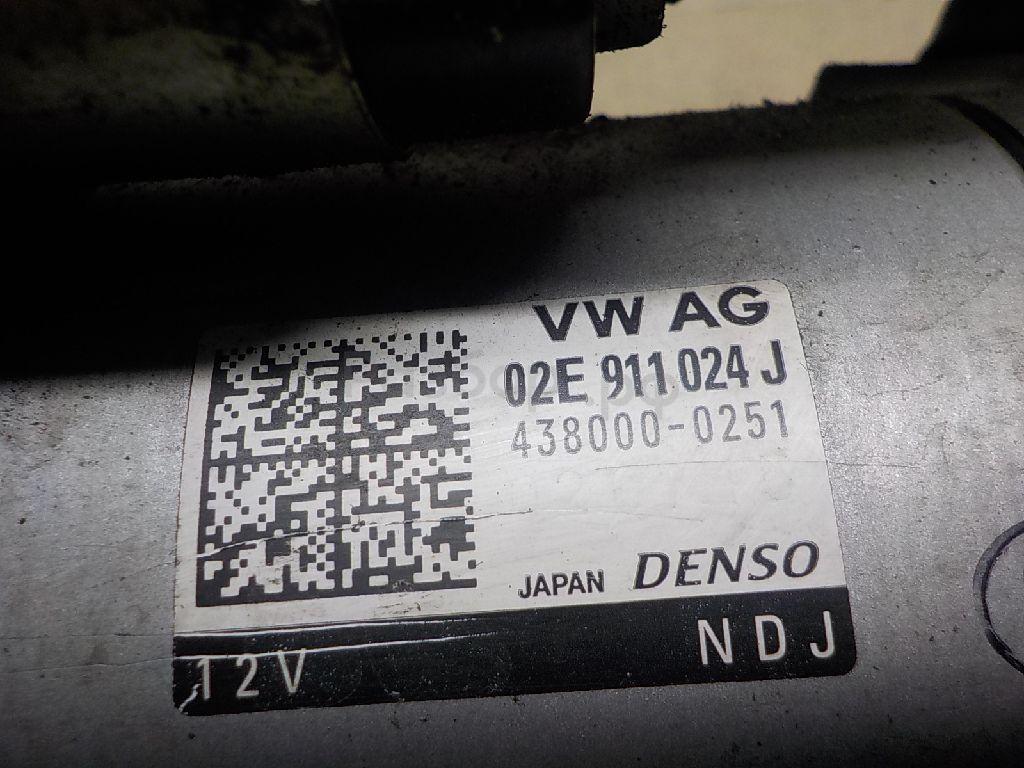 VW AG
02E 911 024 J
438000-0251
JAPAN DENSO
12V NDJ